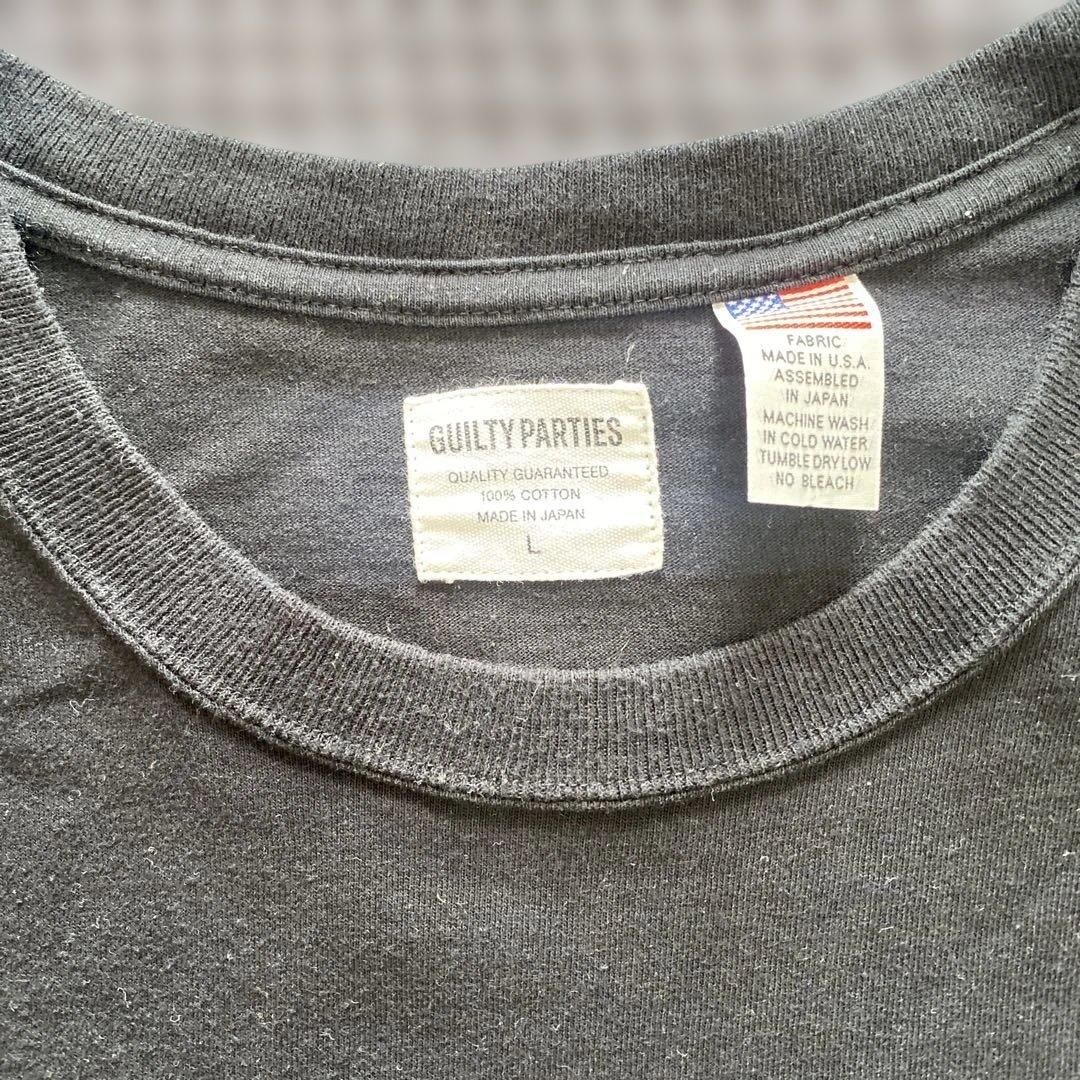 GUILTY PARTIES
QUALITY GUARANTEED
100% COTTON
MADE IN JAPAN
L
FABRIC
MADE IN U.S.A.
ASSEMBLED
IN JAPAN
MACHINE WASH
IN COLD WATER
TUMBLE DRY LOW
NO BLEACH